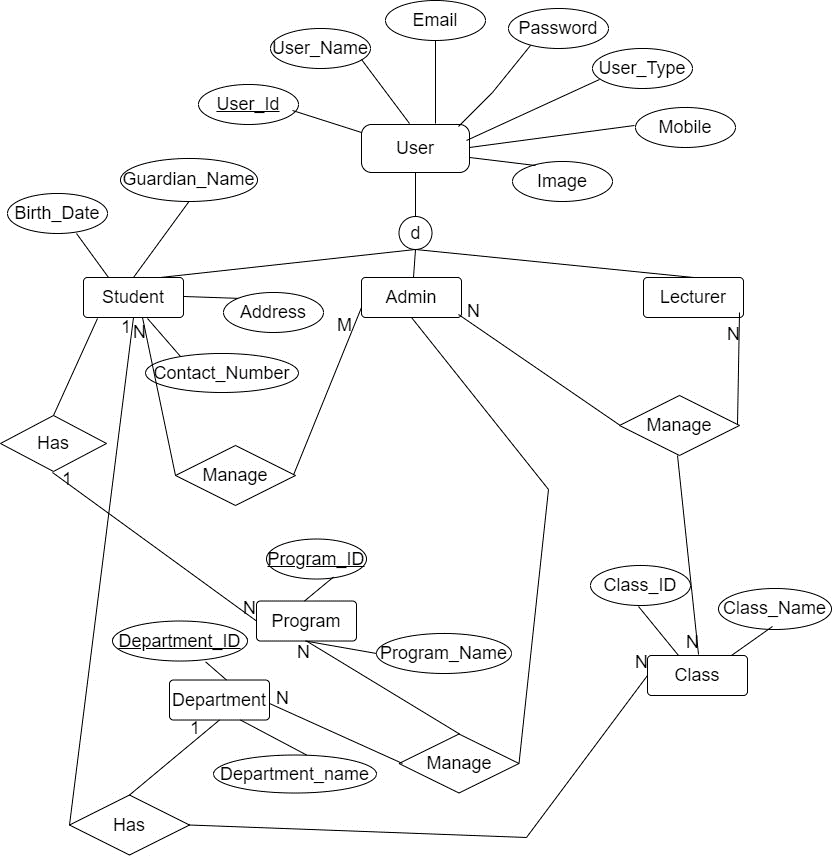 Email
Password
User_Name
User_Type
User_Id
Mobile
User
Image
Guardian_Name
Birth_Date
d
Student
Admin
Lecturer
Address
1
N
M
N
N
Contact_Number
Has
Manage
Manage
1
Program_ID
Class_ID
N
Program
Class_Name
Department_ID
N
Program_Name
N
N
Class
Department
N
1
Department_name
Manage
Has